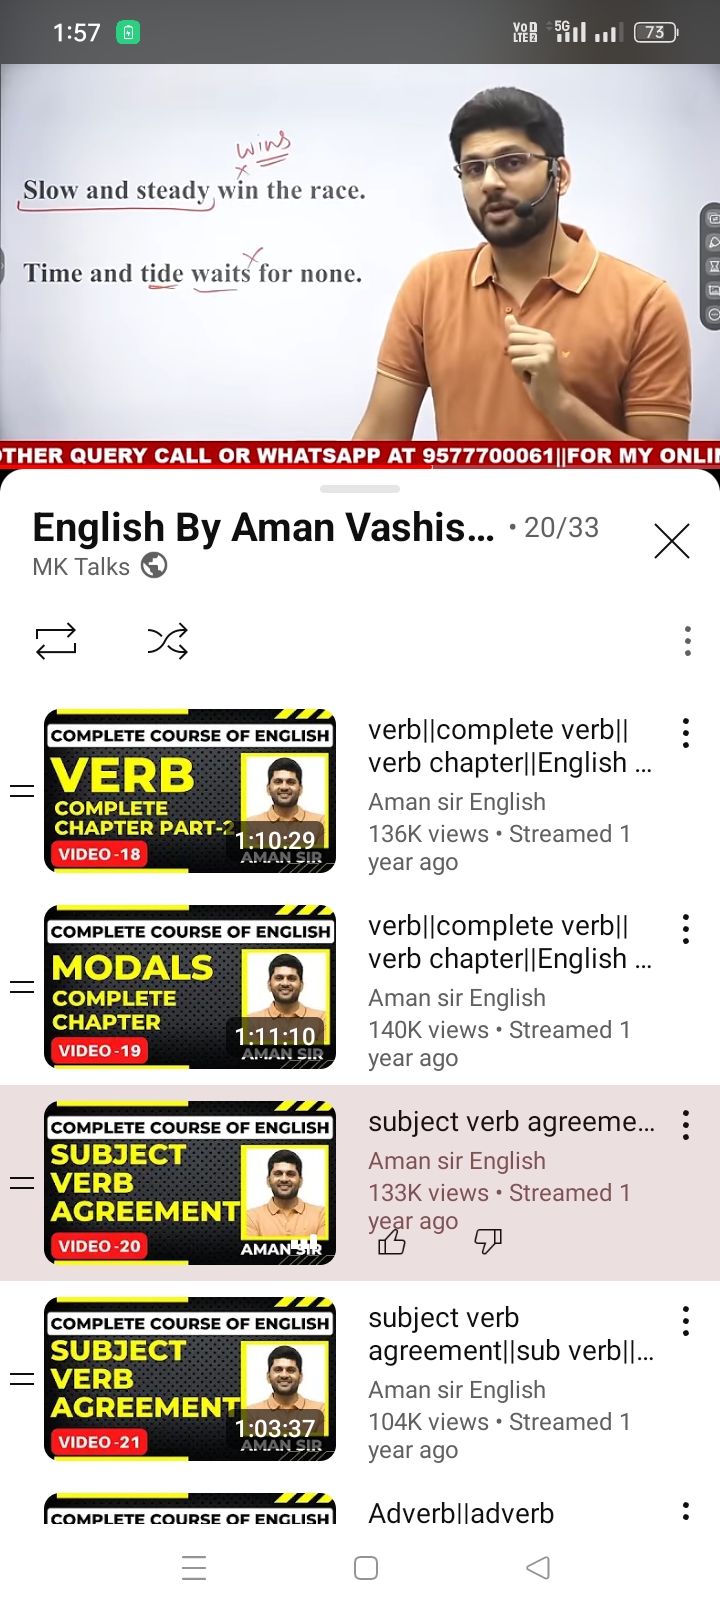 1:57
VoD
LTE2
5G
73
wins
x
Slow and steady win the race.
x
Time and tide waits for none.
OTHER QUERY CALL OR WHATSAPP AT 9577700061||FOR MY ONLI
English By Aman Vashis... • 20/33
MK Talks
COMPLETE COURSE OF ENGLISH
VERB
COMPLETE
CHAPTER PART-2
VIDEO -18
1:10:29
AMAN SIR
verb||complete verb||
verb chapter||English ...
Aman sir English
136K views • Streamed 1
year ago
COMPLETE COURSE OF ENGLISH
MODALS
COMPLETE
CHAPTER
VIDEO -19
1:11:10
AMAN SIR
verb||complete verb||
verb chapter||English ...
Aman sir English
140K views • Streamed 1
year ago
COMPLETE COURSE OF ENGLISH
SUBJECT
VERB
AGREEMENT
VIDEO -20
AMAN SIR
subject verb agreeme...
Aman sir English
133K views • Streamed 1
year ago
COMPLETE COURSE OF ENGLISH
SUBJECT
VERB
AGREEMENT
VIDEO -21
1:03:37
AMAN SIR
subject verb
agreement||sub verb||...
Aman sir English
104K views • Streamed 1
year ago
COMPLETE COURSE OF ENGLISH
Adverb||adverb